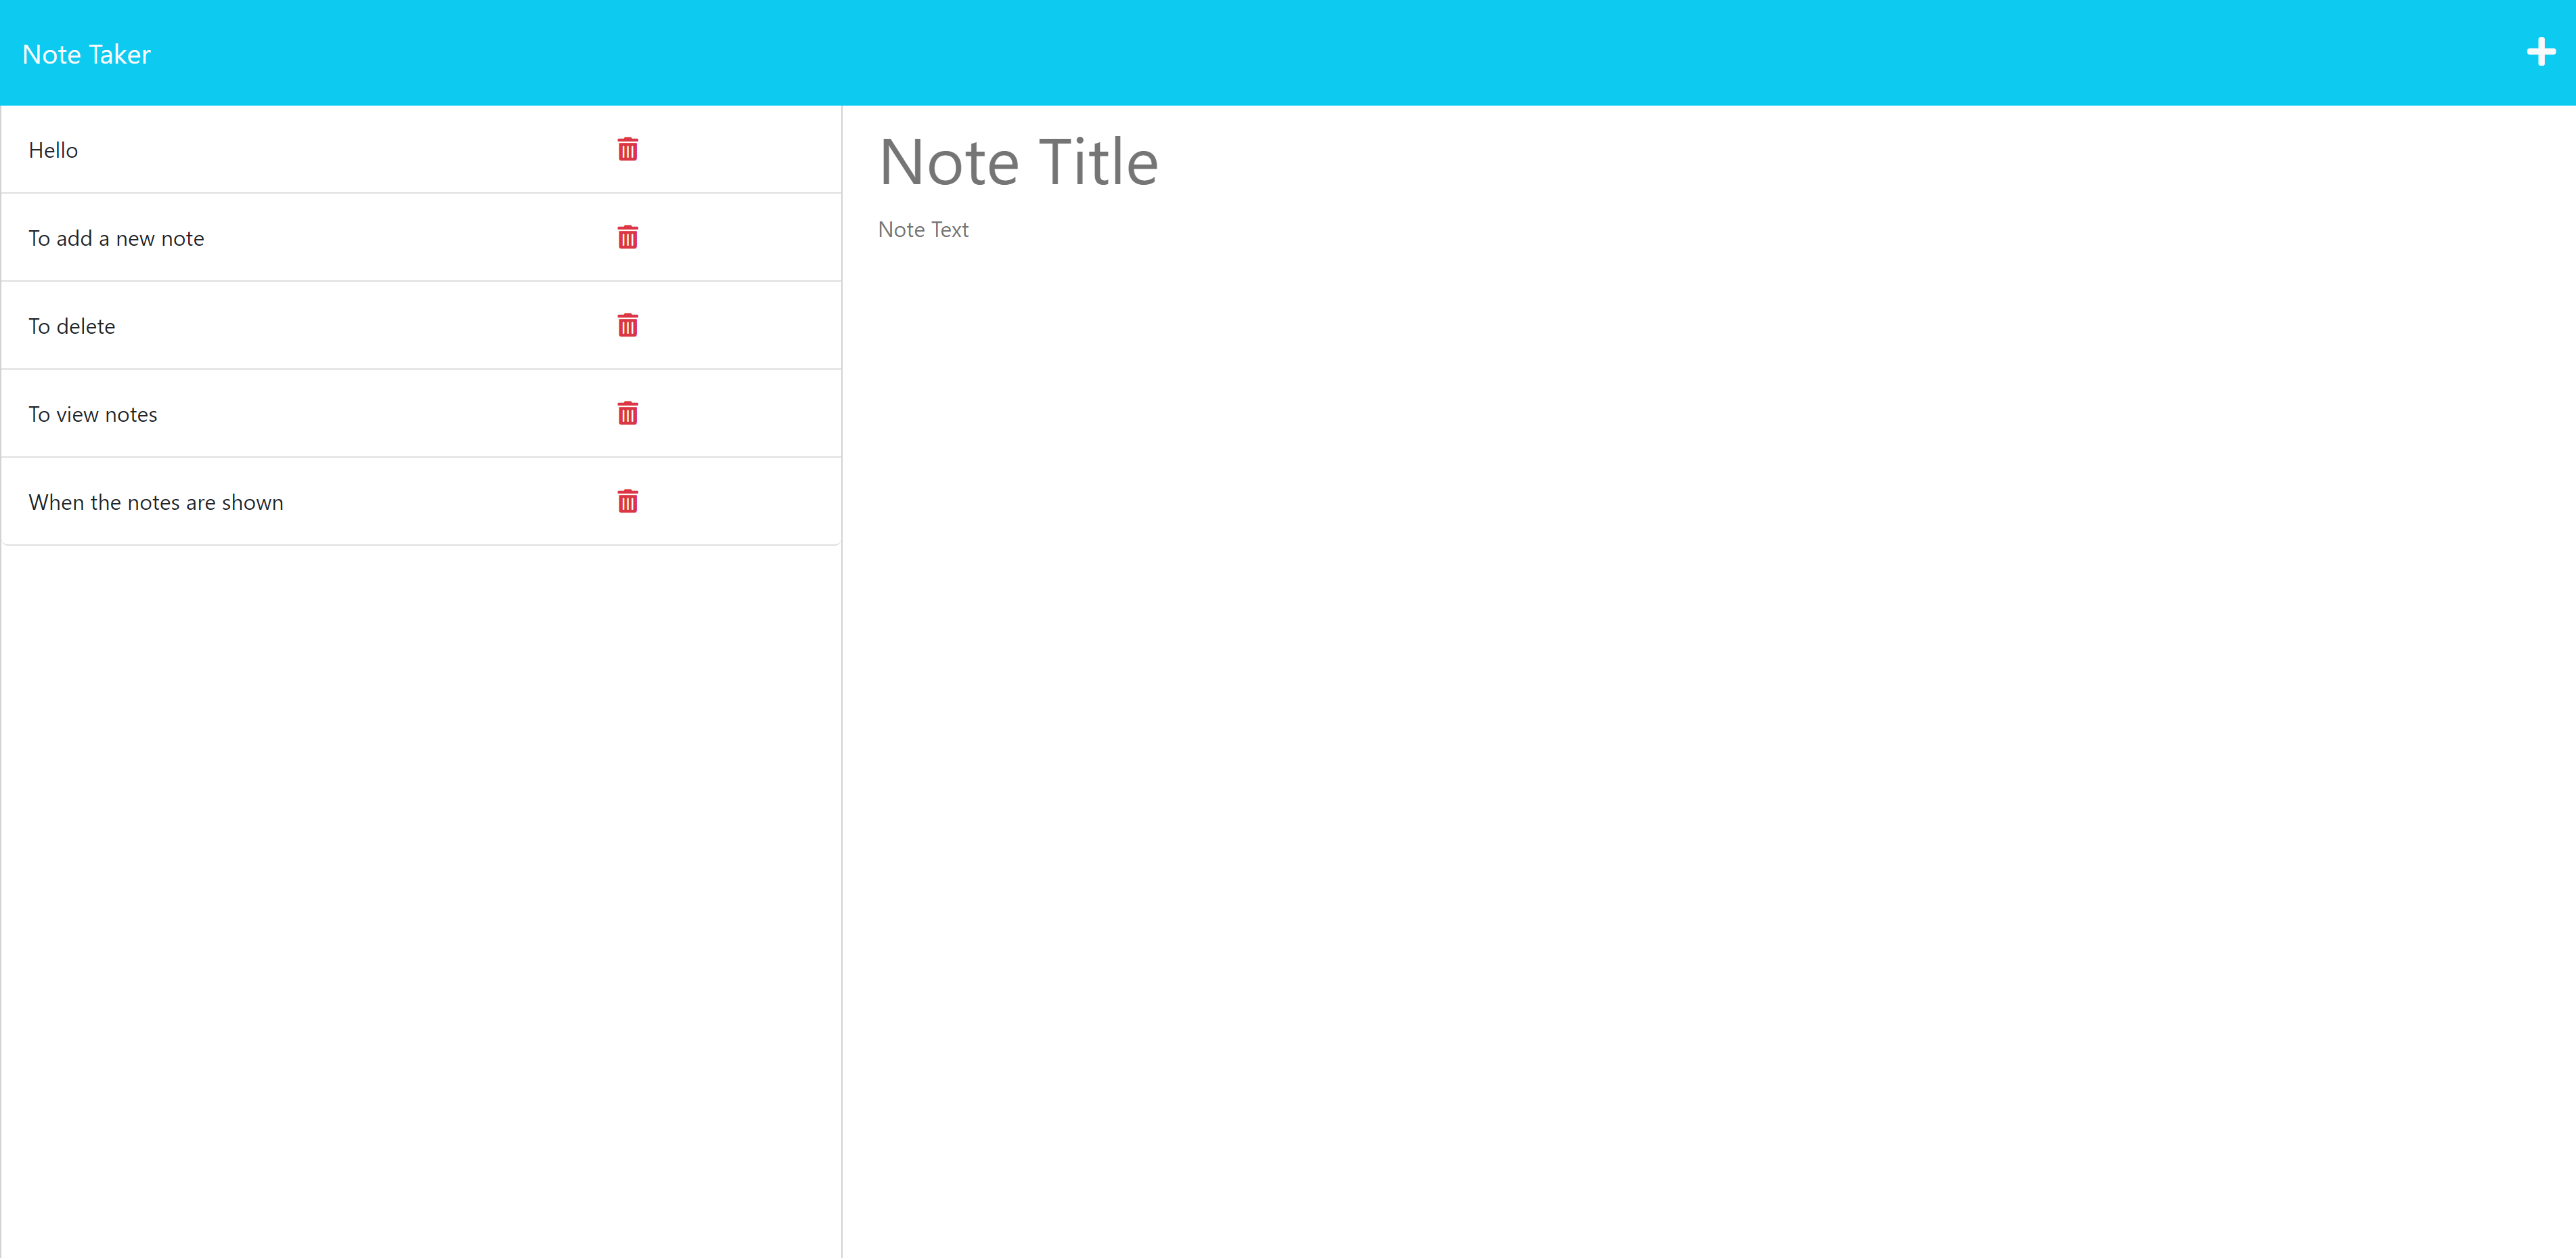 Note Taker
Hello
To add a new note
To delete
To view notes
When the notes are shown
Note Title
Note Text